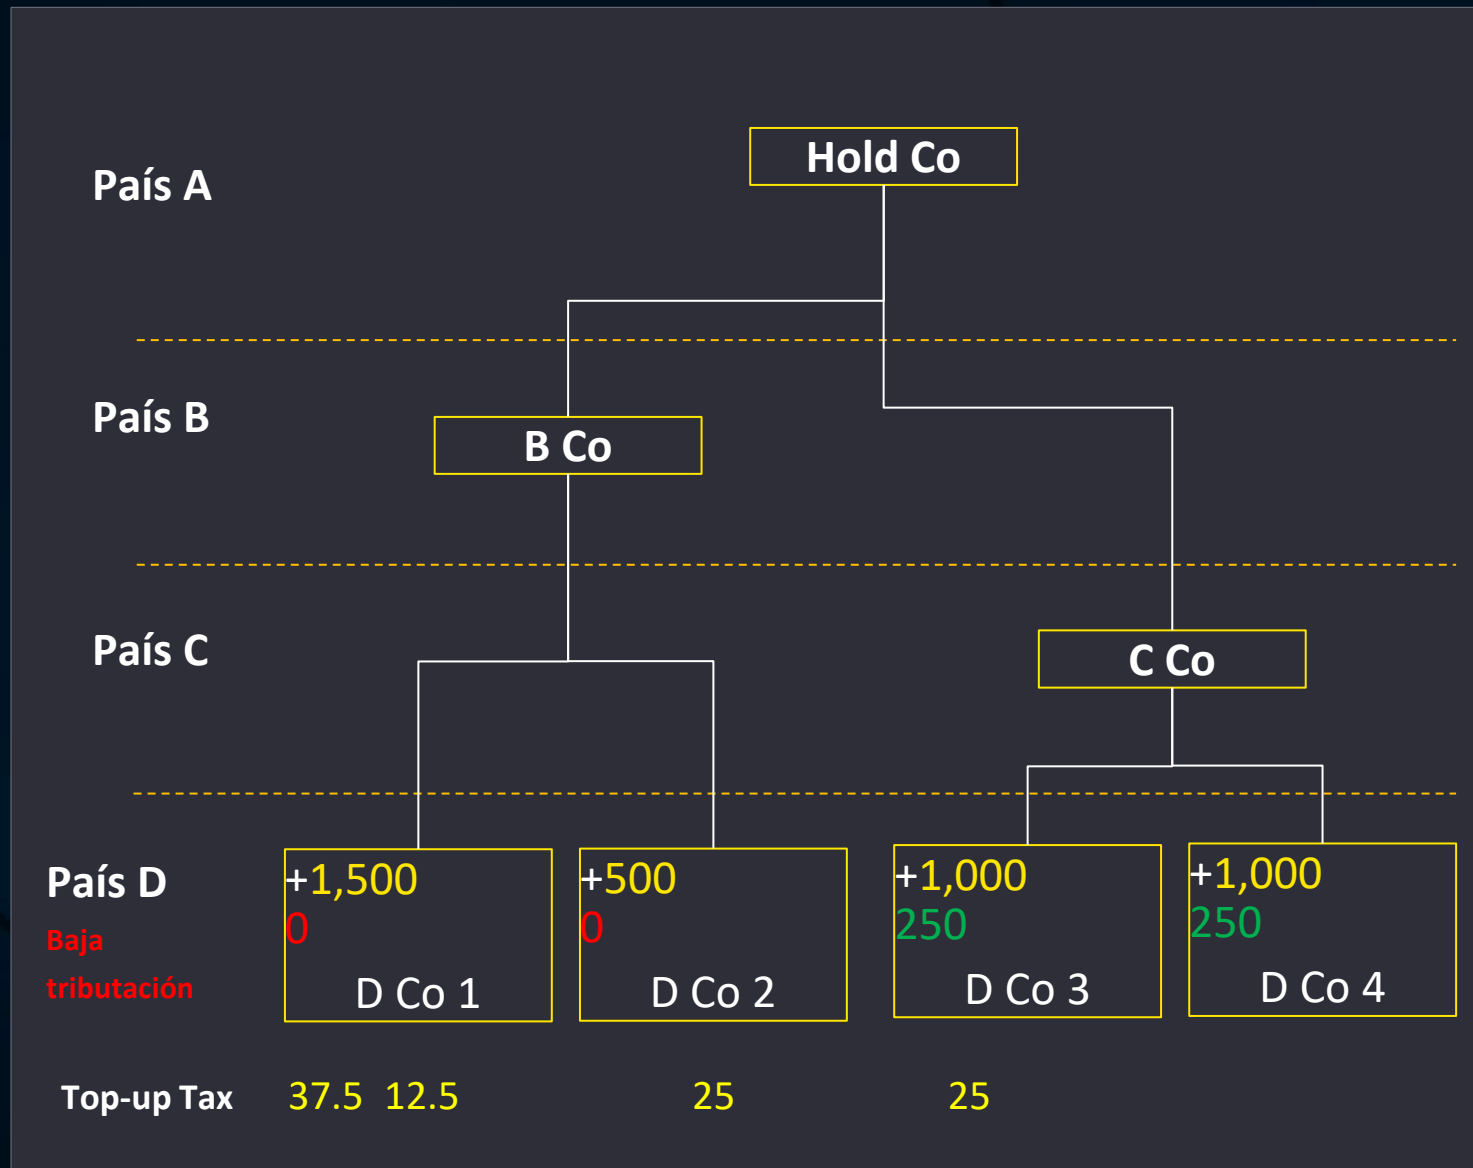 País A
Hold Co
País B
B Co
País C
C Co
País D
Baja
tributación
+1,500
0
D Co 1
+500
0
D Co 2
+1,000
250
D Co 3
+1,000
250
D Co 4
Top-up Tax 37.5 12.5 25 25